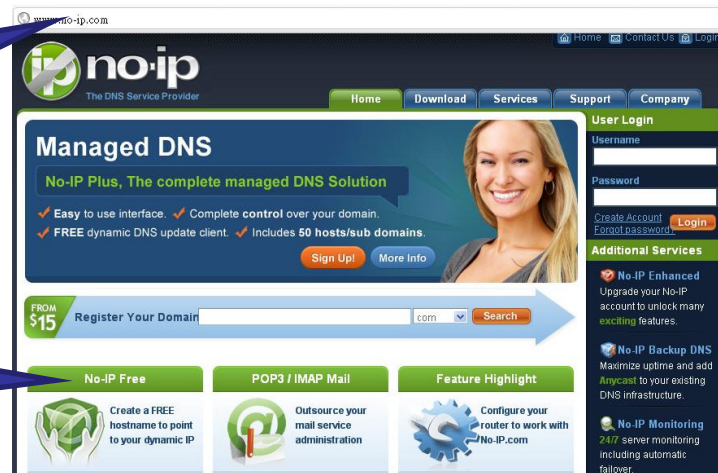 www.no-ip.com
Home Contact Us Login
no·ip
The DNS Service Provider
Home Download Services Support Company
Managed DNS
No-IP Plus, The complete managed DNS Solution
Easy to use interface. Complete control over your domain.
FREE dynamic DNS update client. Includes 50 hosts/sub domains.
Sign Up! More Info
FROM
$15
Register Your Domain
com
Search
No-IP Free
Create a FREE
hostname to point
to your dynamic IP
POP3 / IMAP Mail
Outsource your
mail service
administration
Feature Highlight
Configure your
router to work with
No-IP.com
User Login
Username
Password
Create Account
Forgot password?
Login
Additional Services
No-IP Enhanced
Upgrade your No-IP
account to unlock many
exciting features.
No-IP Backup DNS
Maximize uptime and add
Anycast to your existing
DNS infrastructure.
No-IP Monitoring
24/7 server monitoring
including automatic
failover.